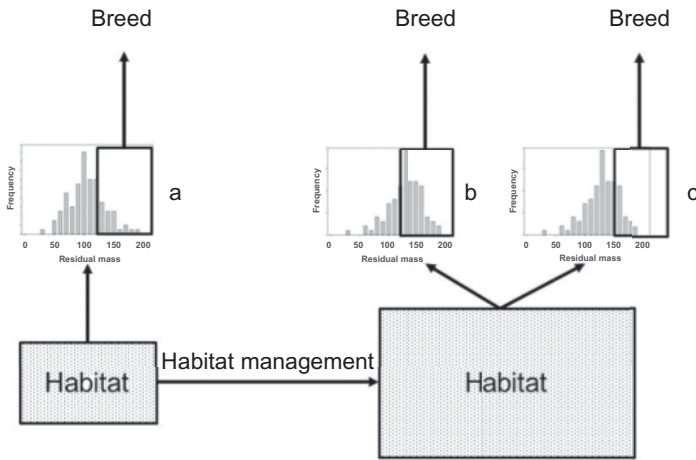 Breed
Breed
Breed
Frequency
a
0 50 100 150 200
Residual mass
Frequency
b
0 50 100 150 200
Residual mass
Frequency
c
0 50 100 150 200
Residual mass
Habitat
Habitat management
Habitat